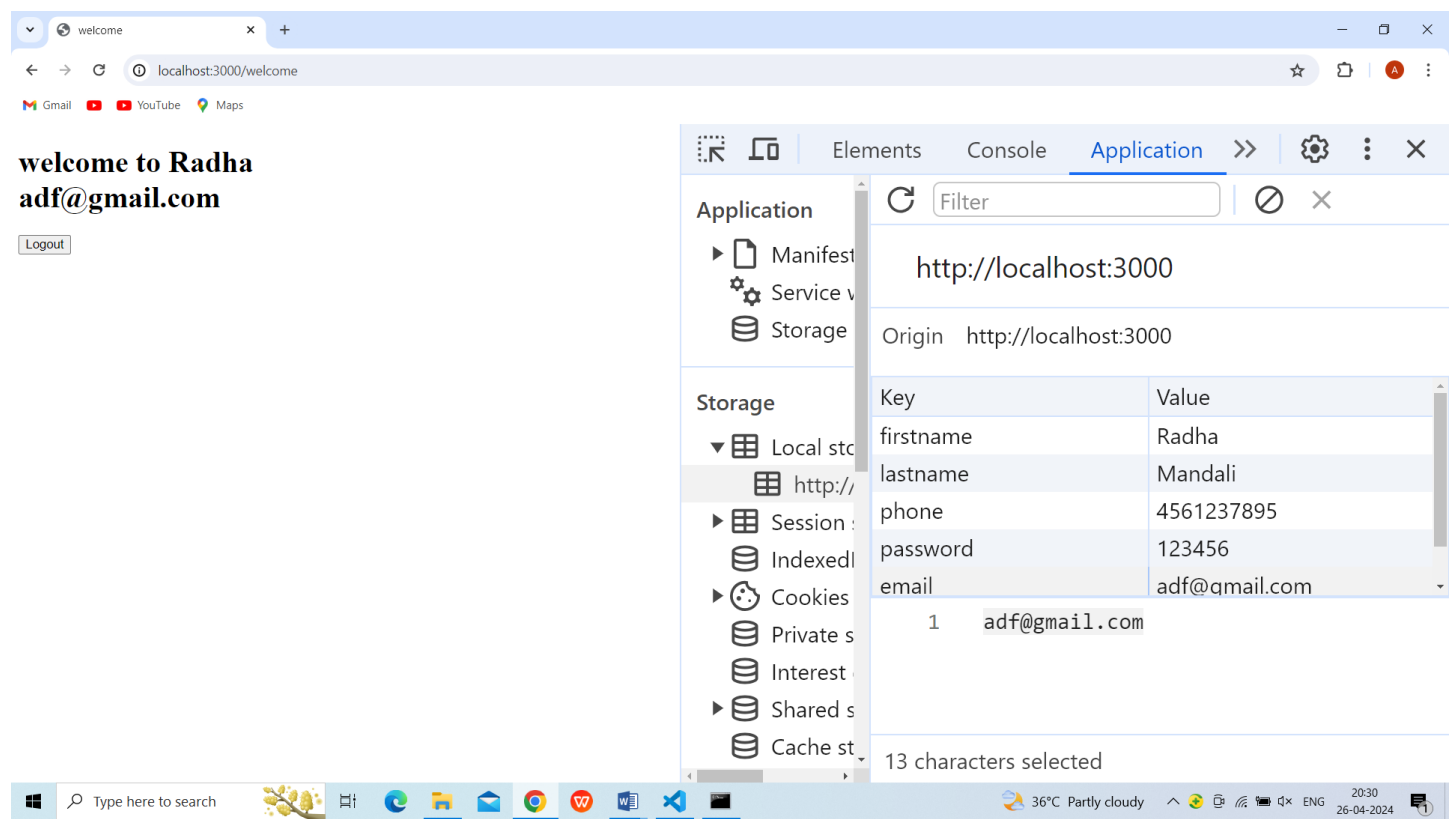 welcome
localhost:3000/welcome
A
Gmail
YouTube
Maps
welcome to Radha
adf@gmail.com
Logout
Elements Console Application
Application
Manifest
Service w
Storage
Storage
Local sto
http://
Session s
IndexedD
Cookies
Private s
Interest
Shared s
Cache st
Filter
http://localhost:3000
Origin http://localhost:3000
Key Value
firstname Radha
lastname Mandali
phone 4561237895
password 123456
email adf@gmail.com
1 adf@gmail.com
13 characters selected
Type here to search
36°C Partly cloudy
ENG
20:30
26-04-2024
1